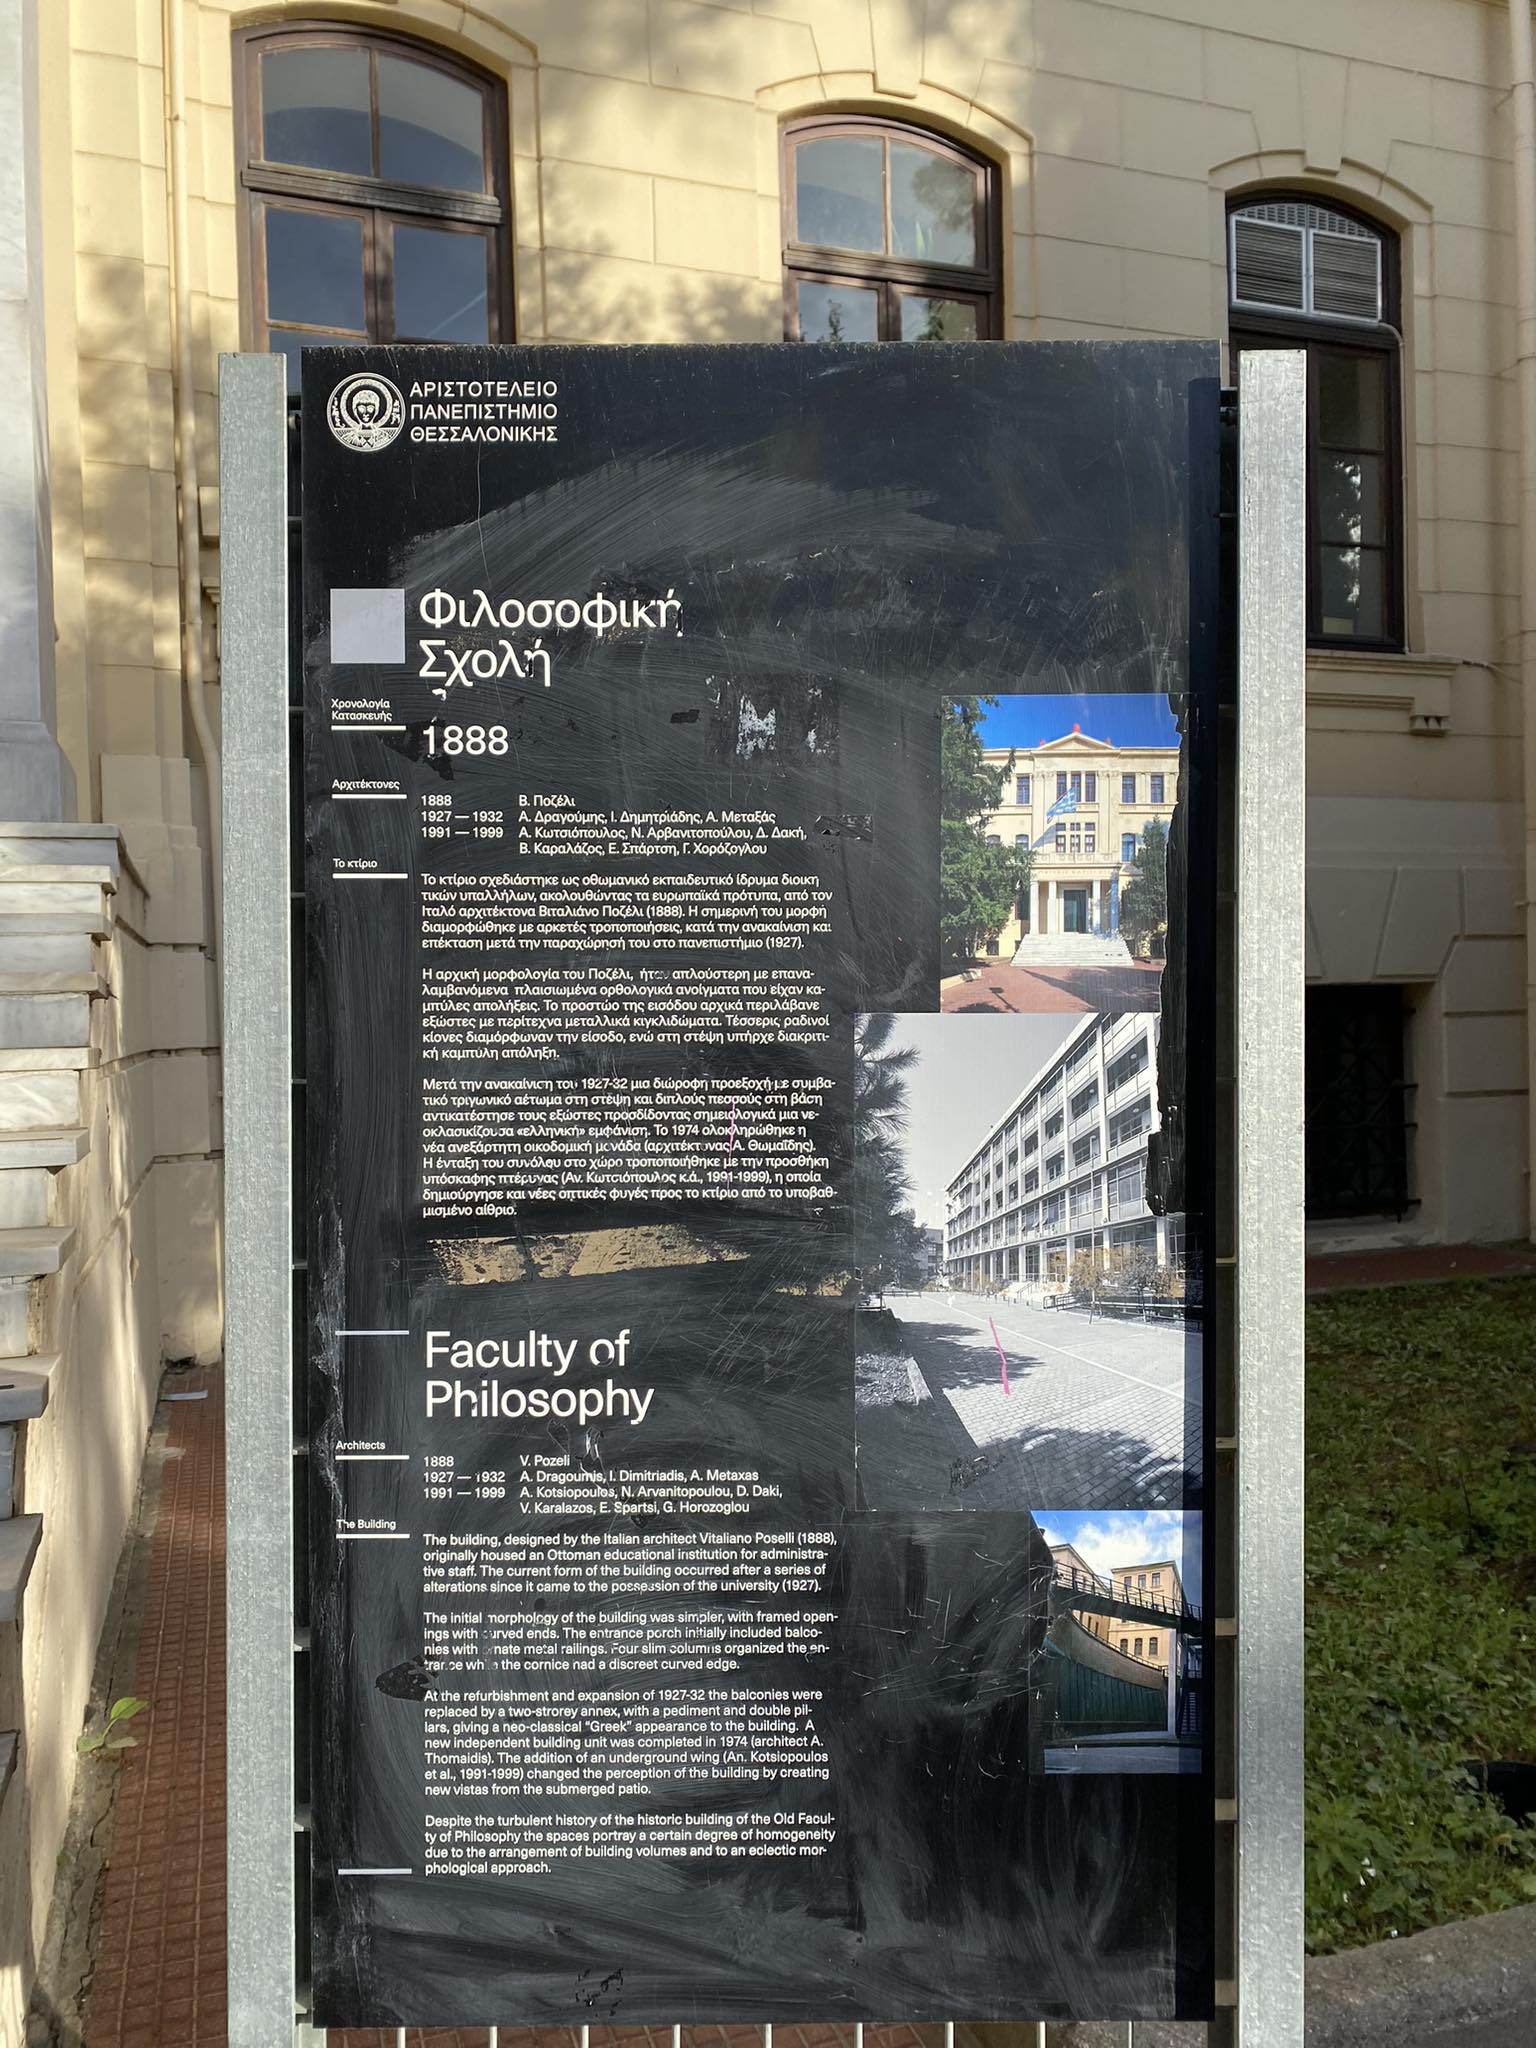 ΑΡΙΣΤΟΤΕΛΕΙΟ
ΠΑΝΕΠΙΣΤΗΜΙΟ
ΘΕΣΣΑΛΟΝΙΚΗΣ
Φιλοσοφική
Σχολή
Χρονολογία
Κατασκευής
1888
Αρχιτέκτονες
1888 Β. Ποζέλι
1927 — 1932 Α. Δραγούμης, Ι. Δημητριάδης, Α. Μεταξάς
1991 — 1999 Α. Κωτσιόπουλος, Ν. Αρβανιτοπούλου, Δ. Δακή,
Β. Καραλάζος, Ε. Σπάρτση, Γ. Χορόζογλου
Το κτίριο
Το κτίριο σχεδιάστηκε ως οθωμανικό εκπαιδευτικό ίδρυμα διοικη
τικών υπαλλήλων, ακολουθώντας τα ευρωπαϊκά πρότυπα, από τον
Ιταλό αρχιτέκτονα Βιταλιάνο Ποζέλι (1888). Η σημερινή του μορφή
διαμορφώθηκε με αρκετές τροποποιήσεις, κατά την ανακαίνιση και
επέκταση μετά την παραχώρησή του στο πανεπιστήμιο (1927).
Η αρχική μορφολογία του Ποζέλι, ήταν απλούστερη με επανα-
λαμβανόμενα πλαισιωμένα ορθολογικά ανοίγματα που είχαν κα-
μπύλες απολήξεις. Το προστώο της εισόδου αρχικά περιλάβανε
εξώστες με περίτεχνα μεταλλικά κιγκλιδώματα. Τέσσερις ραδινοί
κίονες διαμόρφωναν την είσοδο, ενώ στη στέψη υπήρχε διακριτι-
κή καμπύλη απόληξη.
Μετά την ανακαίνιση του 1927-32 μια διώροφη προεξοχή με συμβα-
τικό τριγωνικό αέτωμα στη στέψη και διπλούς πεσσούς στη βάση
αντικατέστησε τους εξώστες προσδίδοντας σημειολογικά μια νε-
οκλασικίζουσα «ελληνική» εμφάνιση. Το 1974 ολοκληρώθηκε η
νέα ανεξάρτητη οικοδομική μονάδα (αρχιτέκτονας Α. Θωμαΐδης).
Η ένταξη του συνόλου στο χώρο τροποποιήθηκε με την προσθήκη
υπόσκαφης πτέρυγας (Αν. Κωτσιόπουλος κ.ά., 1991-1999), η οποία
δημιούργησε και νέες οπτικές φυγές προς το κτίριο από το υποβαθ-
μισμένο αίθριο.
Faculty of
Philosophy
Architects
1888 V. Pozeli
1927 — 1932 A. Dragoumis, I. Dimitriadis, A. Metaxas
1991 — 1999 A. Kotsiopoulos, N. Arvanitopoulou, D. Daki,
V. Karalazos, E. Spartsi, G. Horozoglou
The Building
The building, designed by the Italian architect Vitaliano Poselli (1888),
originally housed an Ottoman educational institution for administra-
tive staff. The current form of the building occurred after a series of
alterations since it came to the possession of the university (1927).
The initial morphology of the building was simpler, with framed open-
ings with curved ends. The entrance porch initially included balco-
nies with ornate metal railings. Four slim columns organized the en-
trance while the cornice had a discreet curved edge.
At the refurbishment and expansion of 1927-32 the balconies were
replaced by a two-strorey annex, with a pediment and double pil-
lars, giving a neo-classical “Greek” appearance to the building. A
new independent building unit was completed in 1974 (architect A.
Thomaidis). The addition of an underground wing (An. Kotsiopoulos
et al., 1991-1999) changed the perception of the building by creating
new vistas from the submerged patio.
Despite the turbulent history of the historic building of the Old Facul-
ty of Philosophy the spaces portray a certain degree of homogeneity
due to the arrangement of building volumes and to an eclectic mor-
phological approach.